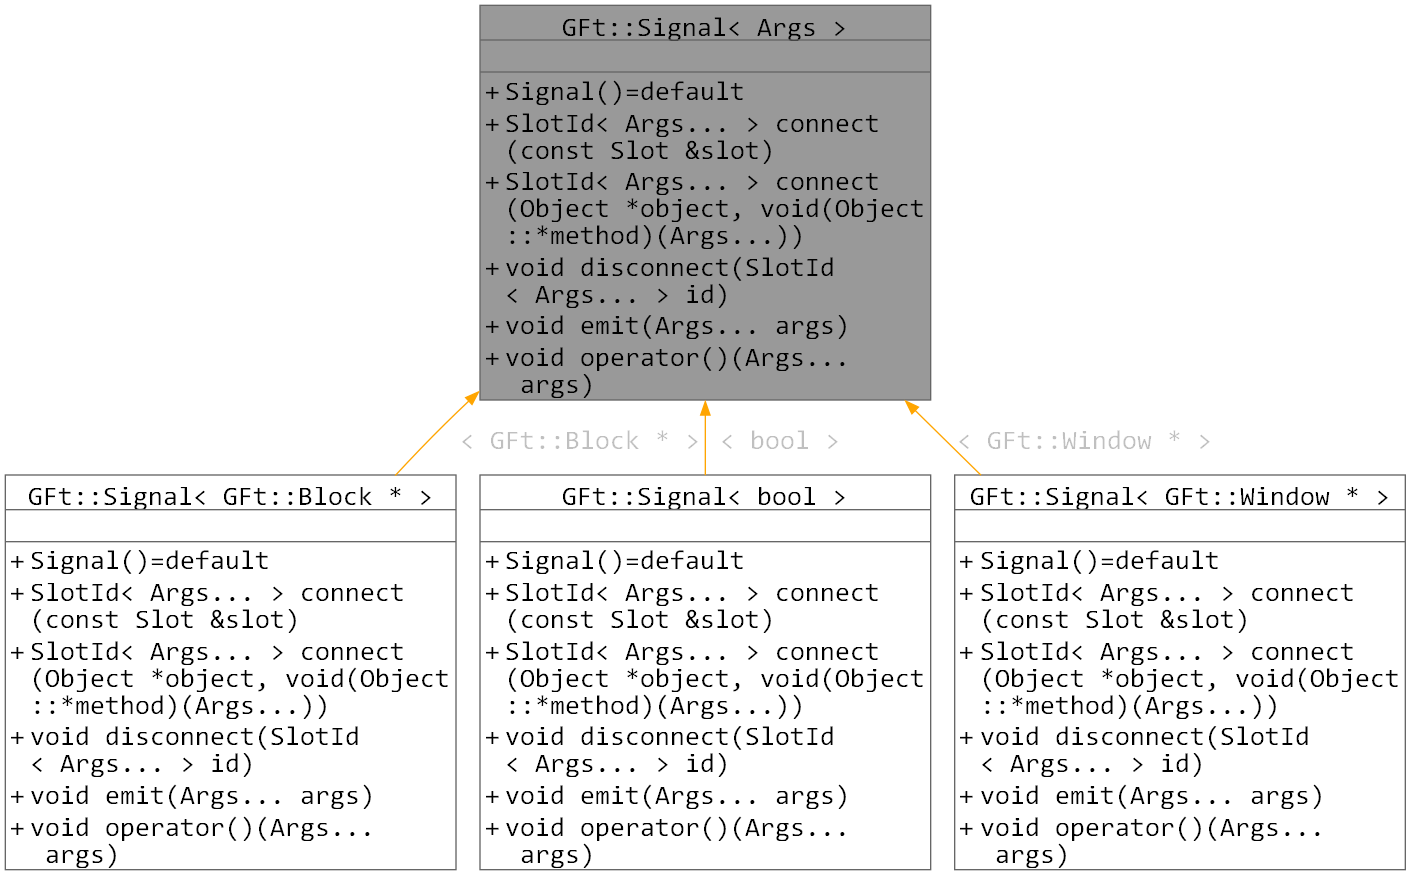 GFt::Signal< Args >
+ Signal()=default
+ SlotId< Args... > connect
(const Slot &slot)
+ SlotId< Args... > connect
(Object *object, void(Object
::*method)(Args...))
+ void disconnect(SlotId
< Args... > id)
+ void emit(Args... args)
+ void operator()(Args...
args)
< GFt::Block * >
< bool >
< GFt::Window * >
GFt::Signal< GFt::Block * >
+ Signal()=default
+ SlotId< Args... > connect
(const Slot &slot)
+ SlotId< Args... > connect
(Object *object, void(Object
::*method)(Args...))
+ void disconnect(SlotId
< Args... > id)
+ void emit(Args... args)
+ void operator()(Args...
args)
GFt::Signal< bool >
+ Signal()=default
+ SlotId< Args... > connect
(const Slot &slot)
+ SlotId< Args... > connect
(Object *object, void(Object
::*method)(Args...))
+ void disconnect(SlotId
< Args... > id)
+ void emit(Args... args)
+ void operator()(Args...
args)
GFt::Signal< GFt::Window * >
+ Signal()=default
+ SlotId< Args... > connect
(const Slot &slot)
+ SlotId< Args... > connect
(Object *object, void(Object
::*method)(Args...))
+ void disconnect(SlotId
< Args... > id)
+ void emit(Args... args)
+ void operator()(Args...
args)